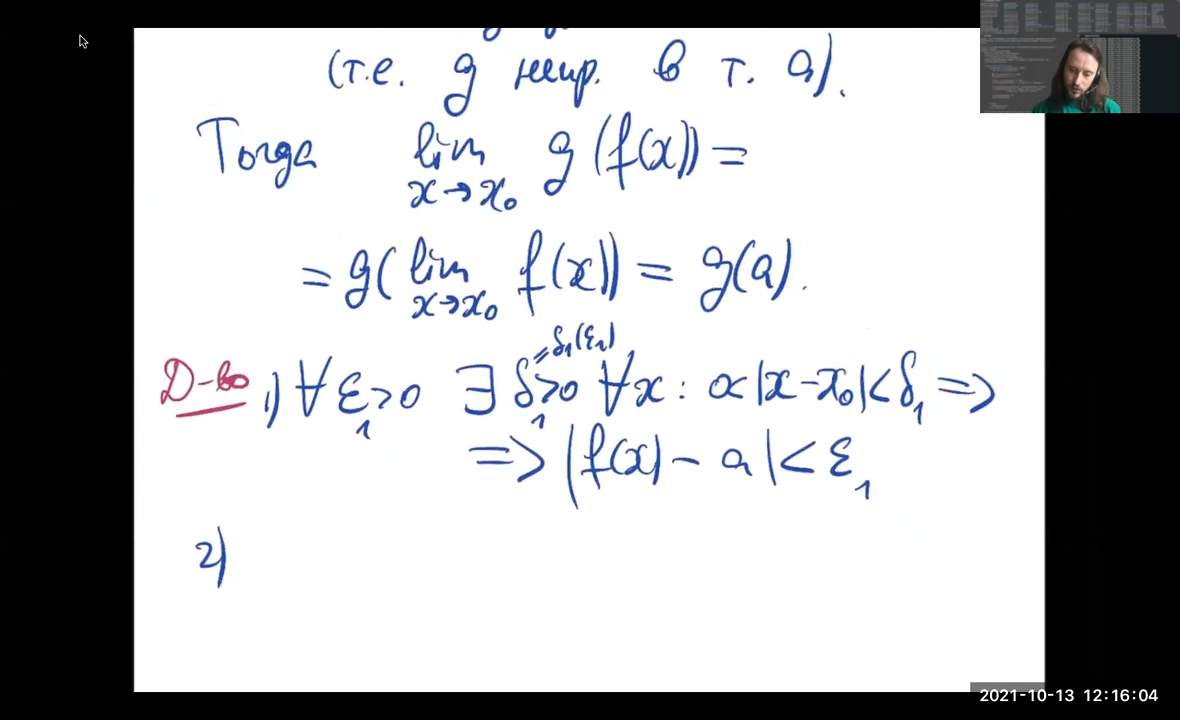 (т.е. g непр. в т. a).
Тогда lim g(f(x)) =
x→x₀
= g(lim f(x)) = g(a).
x→x₀
= δ₁(ε₁)
Д-во 1) ∀ε₁>0 ∃δ₁>0 ∀x: 0<|x-x₀|<δ₁ =>
=> |f(x) - a| < ε₁
2)
2021-10-13 12:16:04